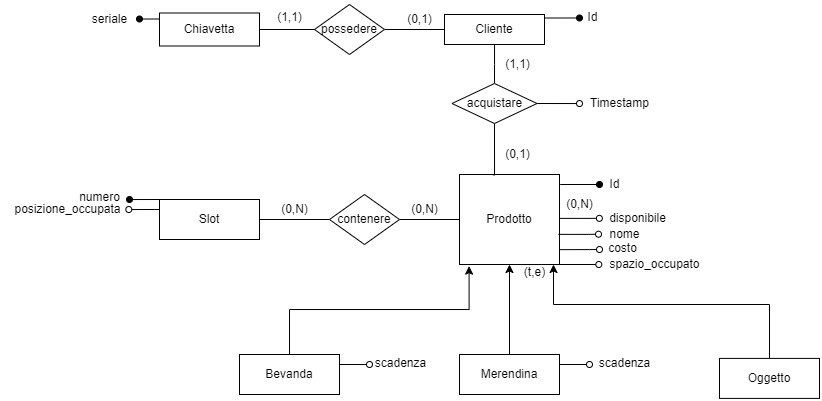 seriale
Chiavetta
(1,1)
possedere
(0,1)
Cliente
Id
(1,1)
acquistare
Timestamp
(0,1)
numero
posizione_occupata
Slot
(0,N)
contenere
(0,N)
Prodotto
Id
(0,N)
disponibile
nome
costo
spazio_occupato
(t,e)
Bevanda
scadenza
Merendina
scadenza
Oggetto